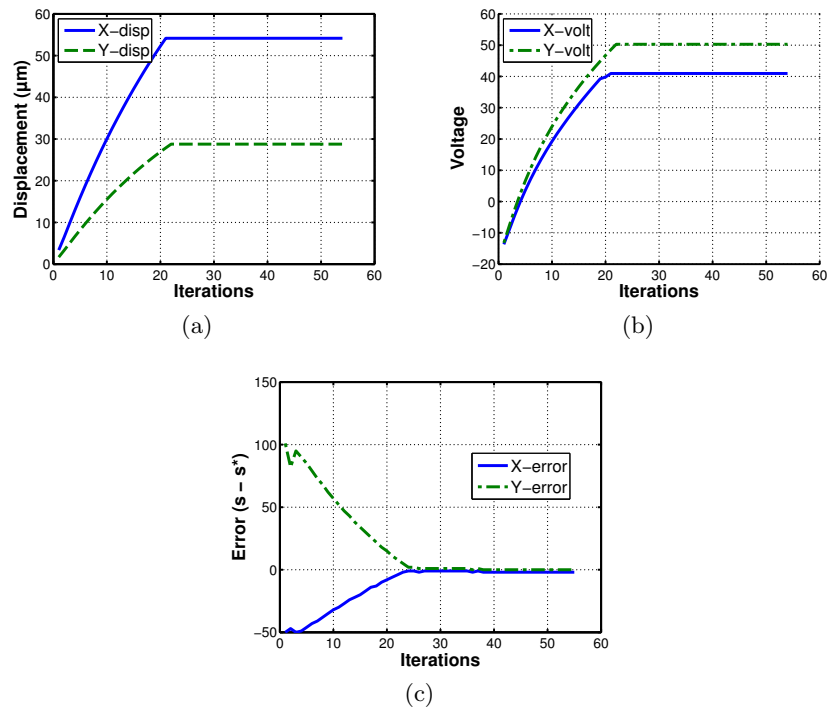 60
50
40
30
20
10
0
0 10 20 30 40 50 60
Displacement (µm)
Iterations
X−disp
Y−disp
(a)
60
50
40
30
20
10
0
−10
−20
0 10 20 30 40 50 60
Voltage
Iterations
X−volt
Y−volt
(b)
150
100
50
0
−50
0 10 20 30 40 50 60
Error (s − s*)
Iterations
X−error
Y−error
(c)